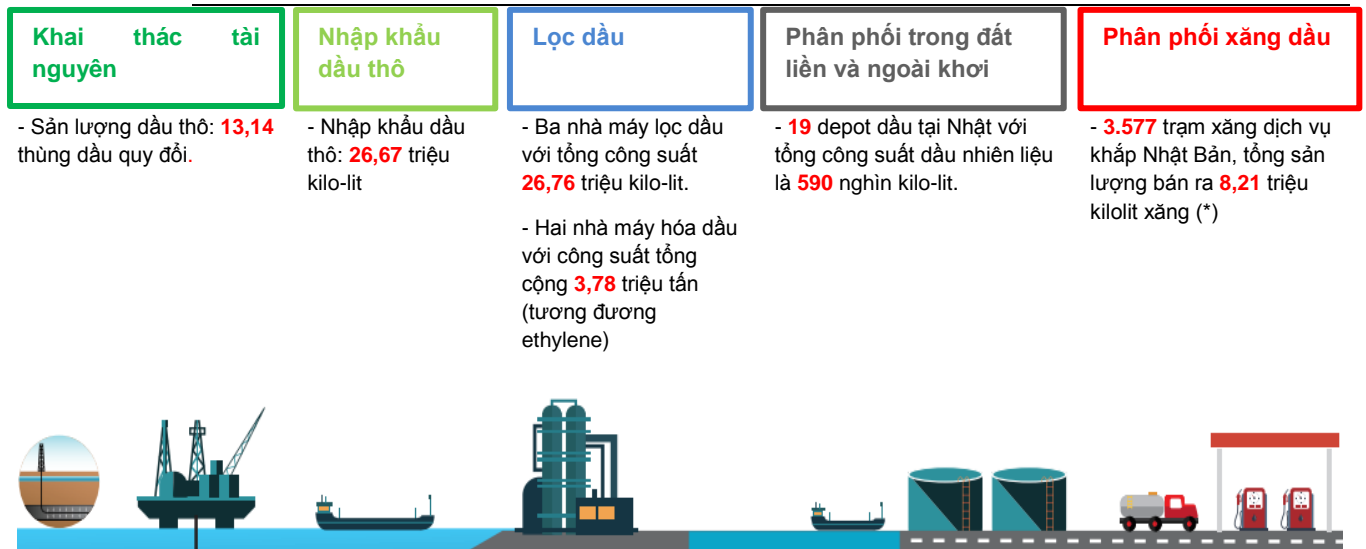 Khai thác tài
nguyên
- Sản lượng dầu thô: 13,14
thùng dầu quy đổi.
Nhập khẩu
dầu thô
- Nhập khẩu dầu
thô: 26,67 triệu
kilo-lit
Lọc dầu
- Ba nhà máy lọc dầu
với tổng công suất
26,76 triệu kilo-lit.
- Hai nhà máy hóa dầu
với công suất tổng
cộng 3,78 triệu tấn
(tương đương
ethylene)
Phân phối trong đất
liền và ngoài khơi
- 19 depot dầu tại Nhật với
tổng công suất dầu nhiên liệu
là 590 nghìn kilo-lit.
Phân phối xăng dầu
- 3.577 trạm xăng dịch vụ
khắp Nhật Bản, tổng sản
lượng bán ra 8,21 triệu
kilolit xăng (*)